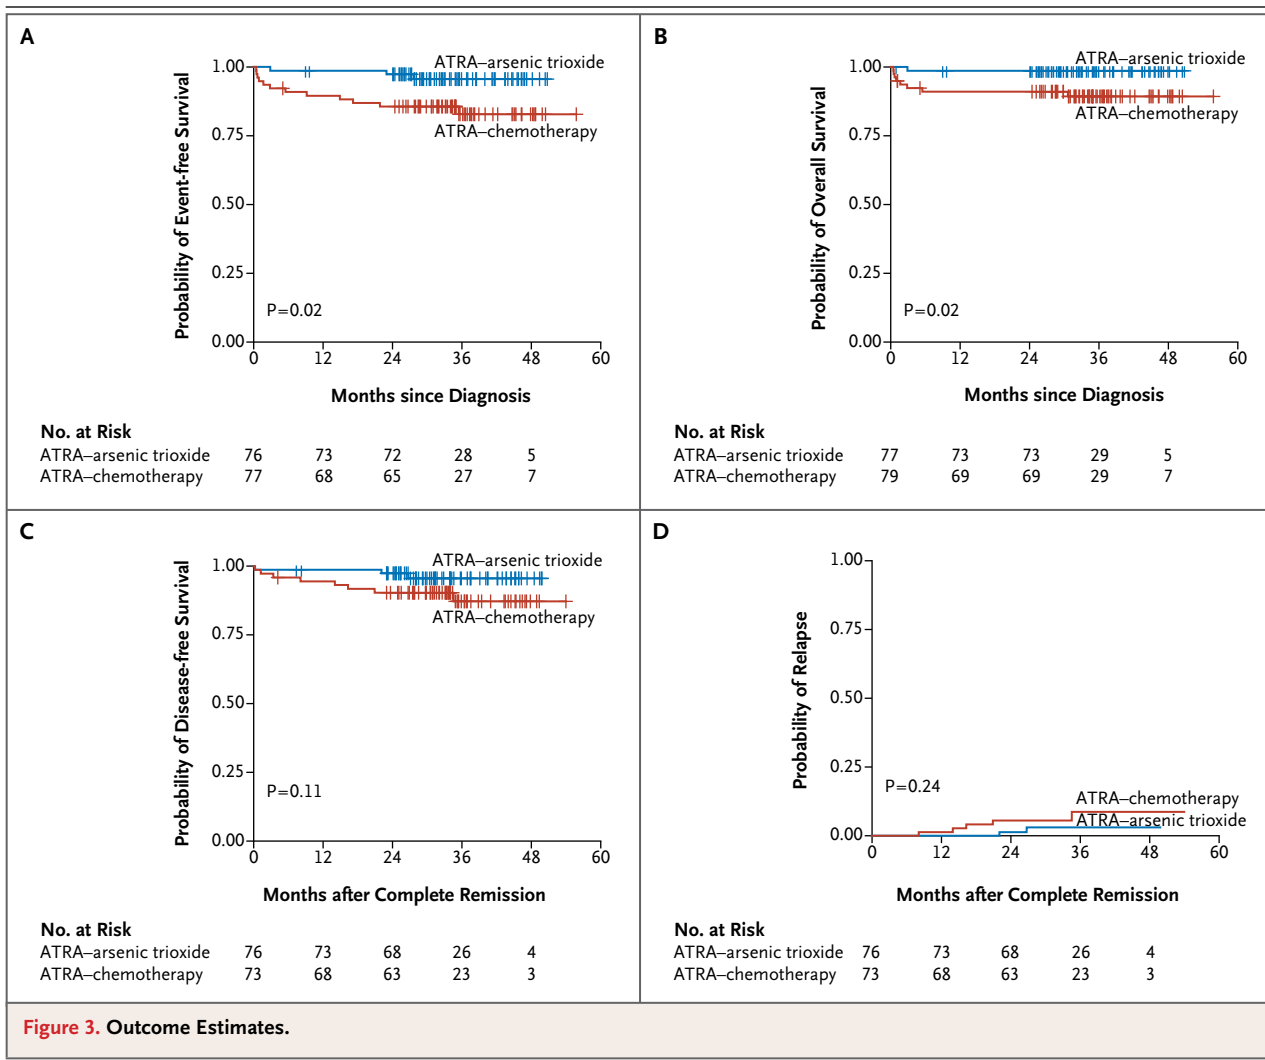 A
Probability of Event-free Survival
1.00
0.75
0.50
0.25
0.00
ATRA–arsenic trioxide
ATRA–chemotherapy
P=0.02
0 12 24 36 48 60
Months since Diagnosis
No. at Risk
ATRA–arsenic trioxide 76 73 72 28 5
ATRA–chemotherapy 77 68 65 27 7
B
Probability of Overall Survival
1.00
0.75
0.50
0.25
0.00
ATRA–arsenic trioxide
ATRA–chemotherapy
P=0.02
0 12 24 36 48 60
Months since Diagnosis
No. at Risk
ATRA–arsenic trioxide 77 73 73 29 5
ATRA–chemotherapy 79 69 69 29 7
C
Probability of Disease-free Survival
1.00
0.75
0.50
0.25
0.00
ATRA–arsenic trioxide
ATRA–chemotherapy
P=0.11
0 12 24 36 48 60
Months after Complete Remission
No. at Risk
ATRA–arsenic trioxide 76 73 68 26 4
ATRA–chemotherapy 73 68 63 23 3
D
Probability of Relapse
1.00
0.75
0.50
0.25
0.00
P=0.24
ATRA–chemotherapy
ATRA–arsenic trioxide
0 12 24 36 48 60
Months after Complete Remission
No. at Risk
ATRA–arsenic trioxide 76 73 68 26 4
ATRA–chemotherapy 73 68 63 23 3
Figure 3. Outcome Estimates.